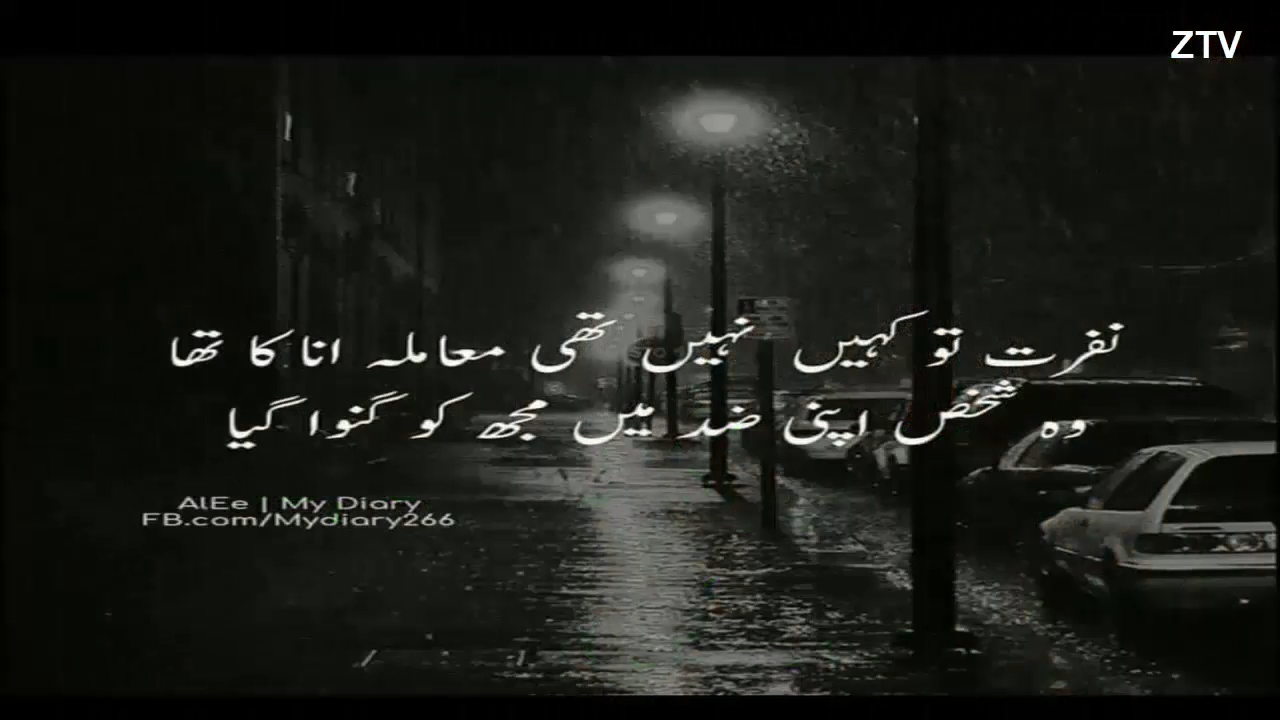 ZTV
نفرت تو کہیں نہیں تھی معاملہ انا کا تھا
وہ شخص اپنی ضد میں مجھ کو گنوا گیا
AlEe | My Diary
FB.com/Mydiary266